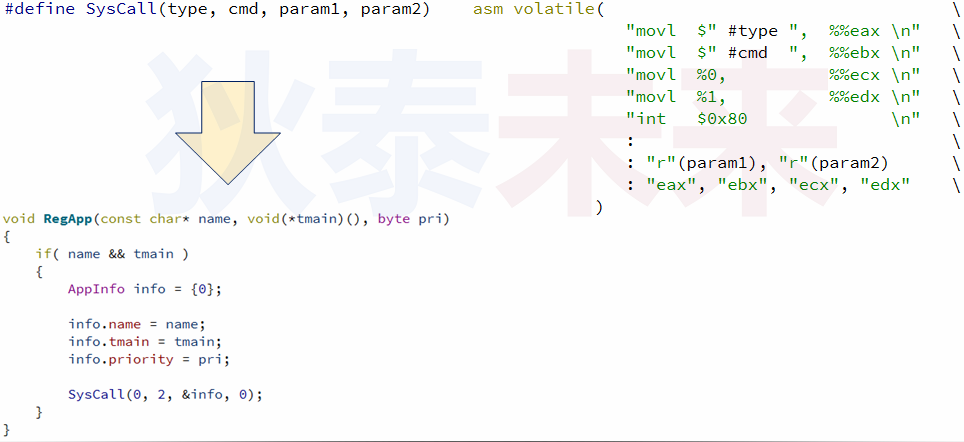 #define SysCall(type, cmd, param1, param2)    asm volatile(                                   \
"movl  $" #type ",  %%eax \n"   \
"movl  $" #cmd  ",  %%ebx \n"   \
"movl  %0,          %%ecx \n"   \
"movl  %1,          %%edx \n"   \
"int   $0x80              \n"   \
:                               \
: "r"(param1), "r"(param2)      \
: "eax", "ebx", "ecx", "edx"    \
)
狄泰未来
void RegApp(const char* name, void(*tmain)(), byte pri)
{
    if( name && tmain )
    {
        AppInfo info = {0};
        info.name = name;
        info.tmain = tmain;
        info.priority = pri;
        SysCall(0, 2, &info, 0);
    }
}